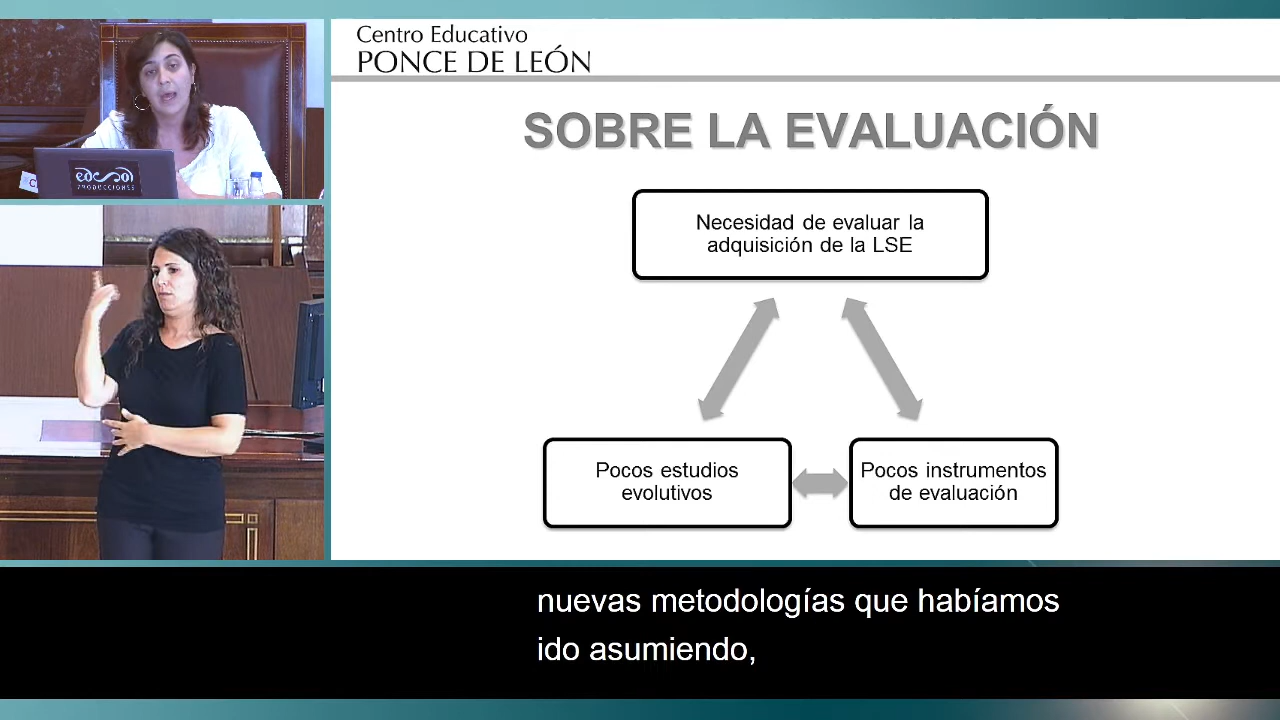 Centro Educativo
PONCE DE LEÓN
SOBRE LA EVALUACIÓN
Necesidad de evaluar la
adquisición de la LSE
Pocos estudios
evolutivos
Pocos instrumentos
de evaluación
PRODUCCIONES
nuevas metodologías que habíamos
ido asumiendo,